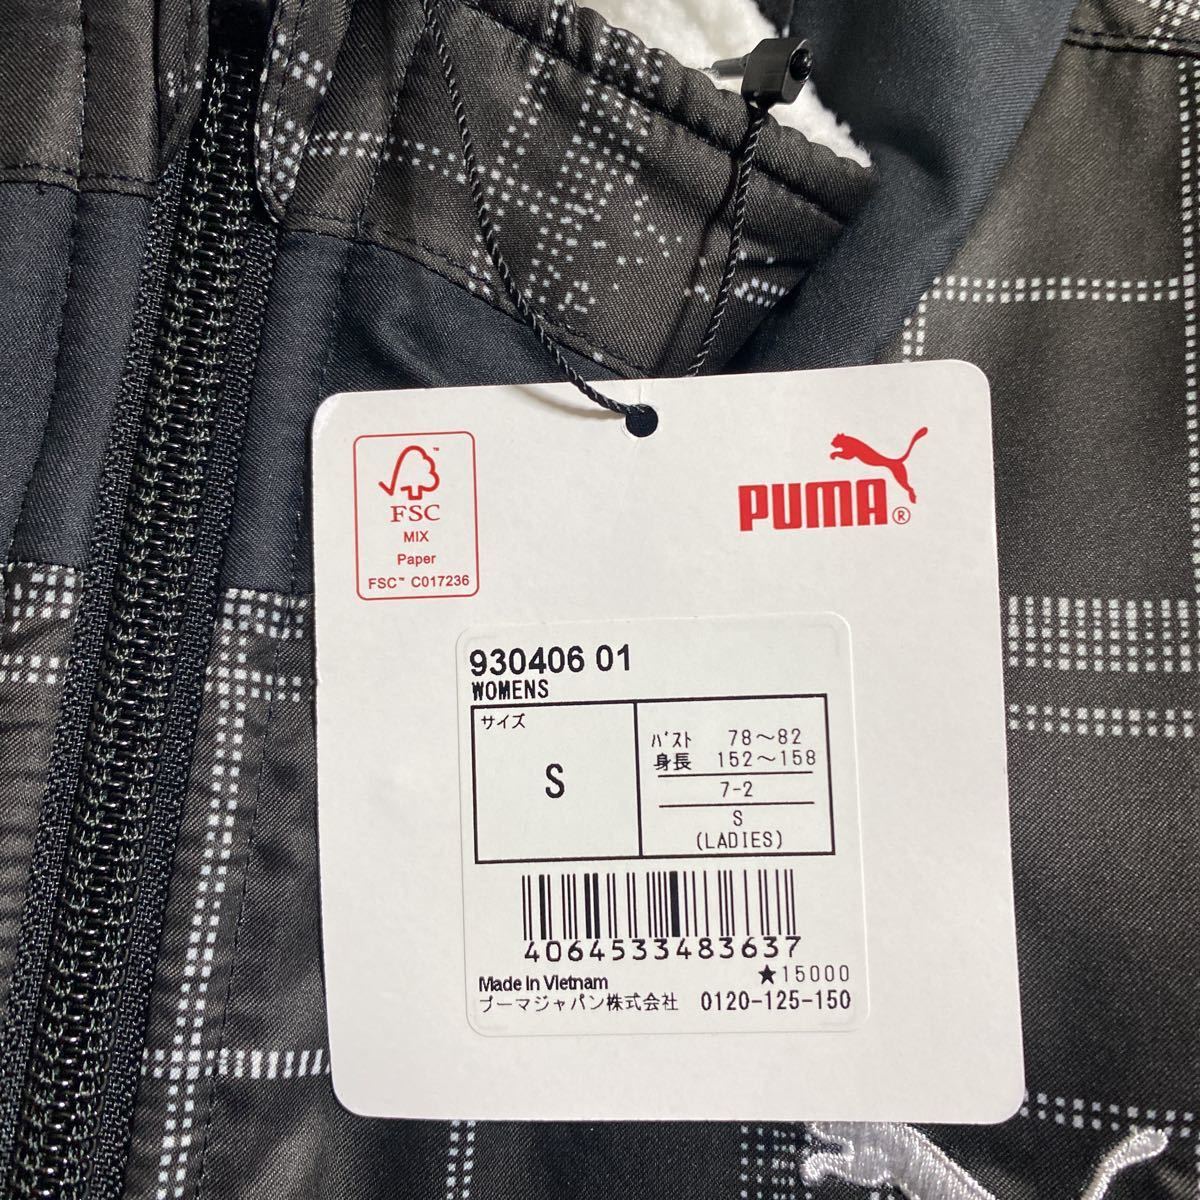 FSC
MIX
Paper
FSC™ C017236
PUMA®
930406 01
WOMENS
サイズ
S
バスト 78～82
身長 152～158
7-2
S
(LADIES)
4064533483637
★15000
Made In Vietnam
プーマジャパン株式会社 0120-125-150